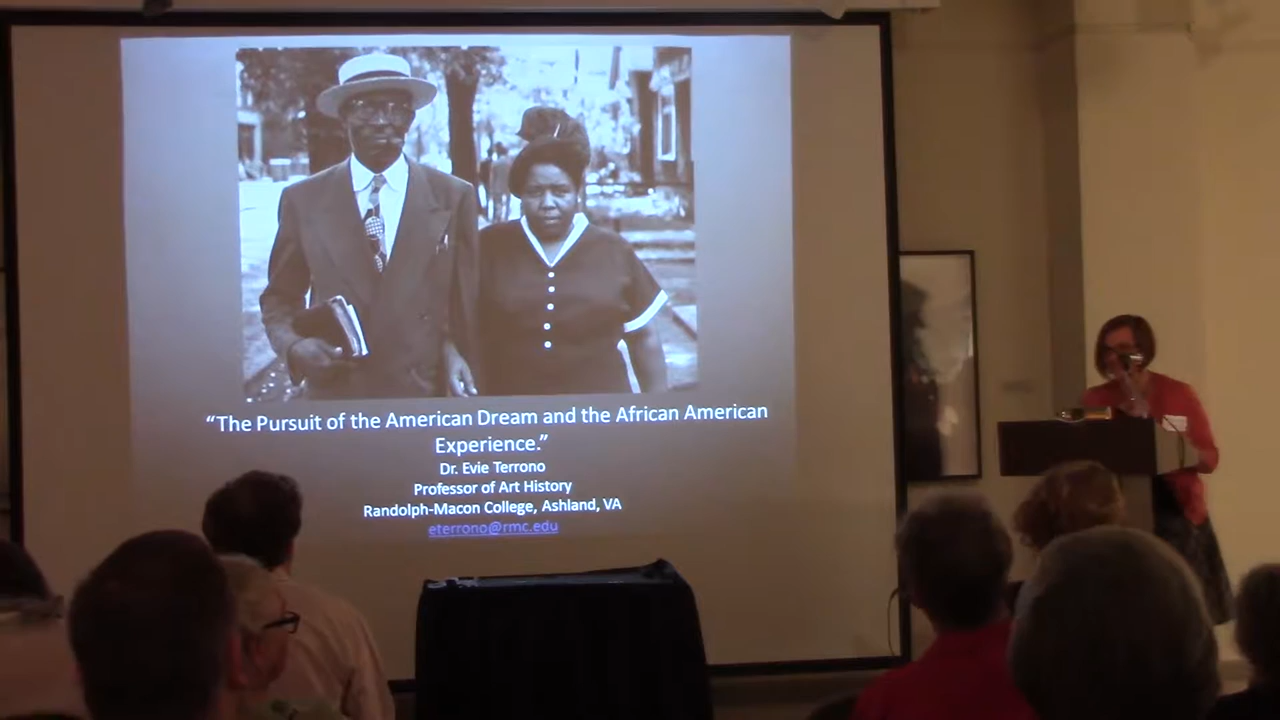 “The Pursuit of the American Dream and the African American
Experience.”
Dr. Evie Terrono
Professor of Art History
Randolph-Macon College, Ashland, VA
eterrono@rmc.edu